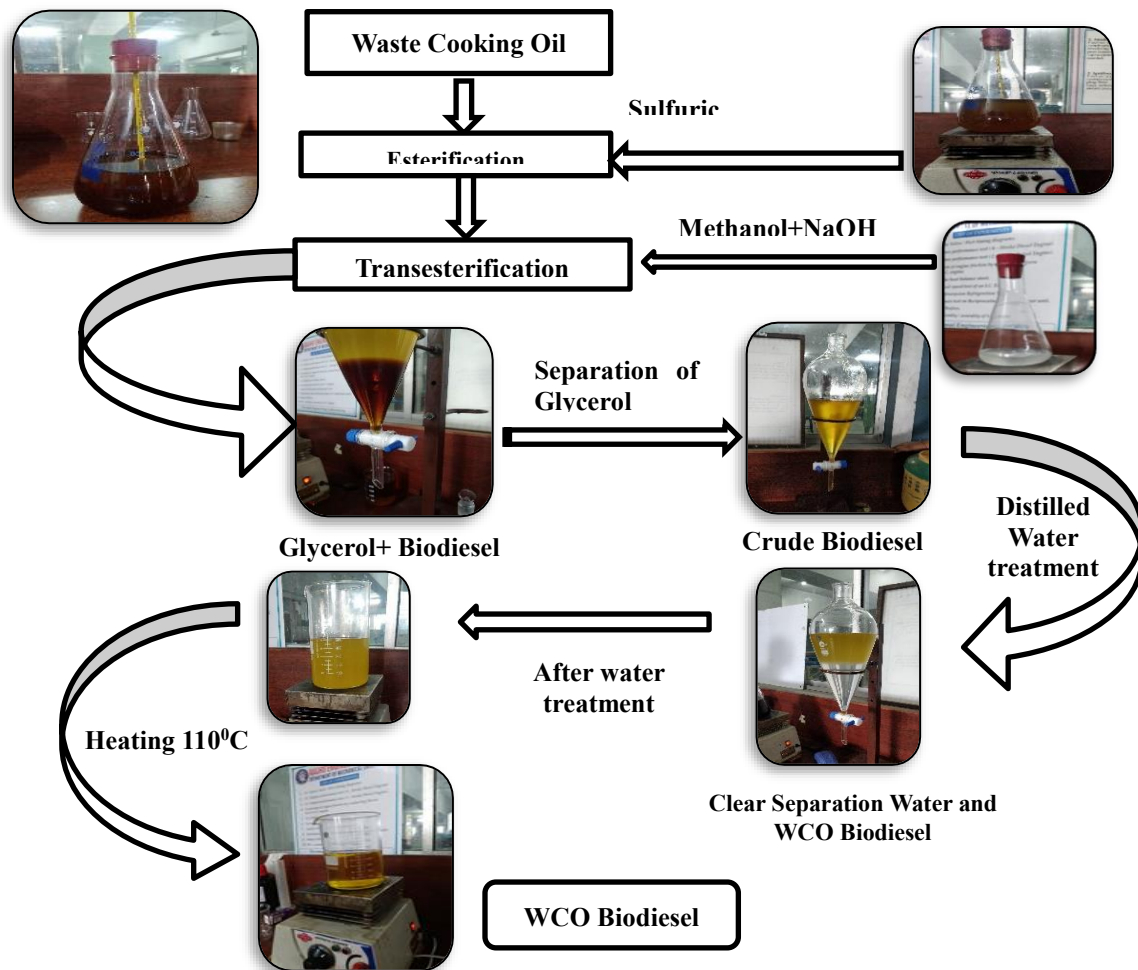 Waste Cooking Oil
Sulfuric
Esterification
Methanol+NaOH
Transesterification
Separation of
Glycerol
Glycerol+ Biodiesel
Crude Biodiesel
Distilled
Water
treatment
After water
treatment
Heating 110⁰C
Clear Separation Water and
WCO Biodiesel
WCO Biodiesel